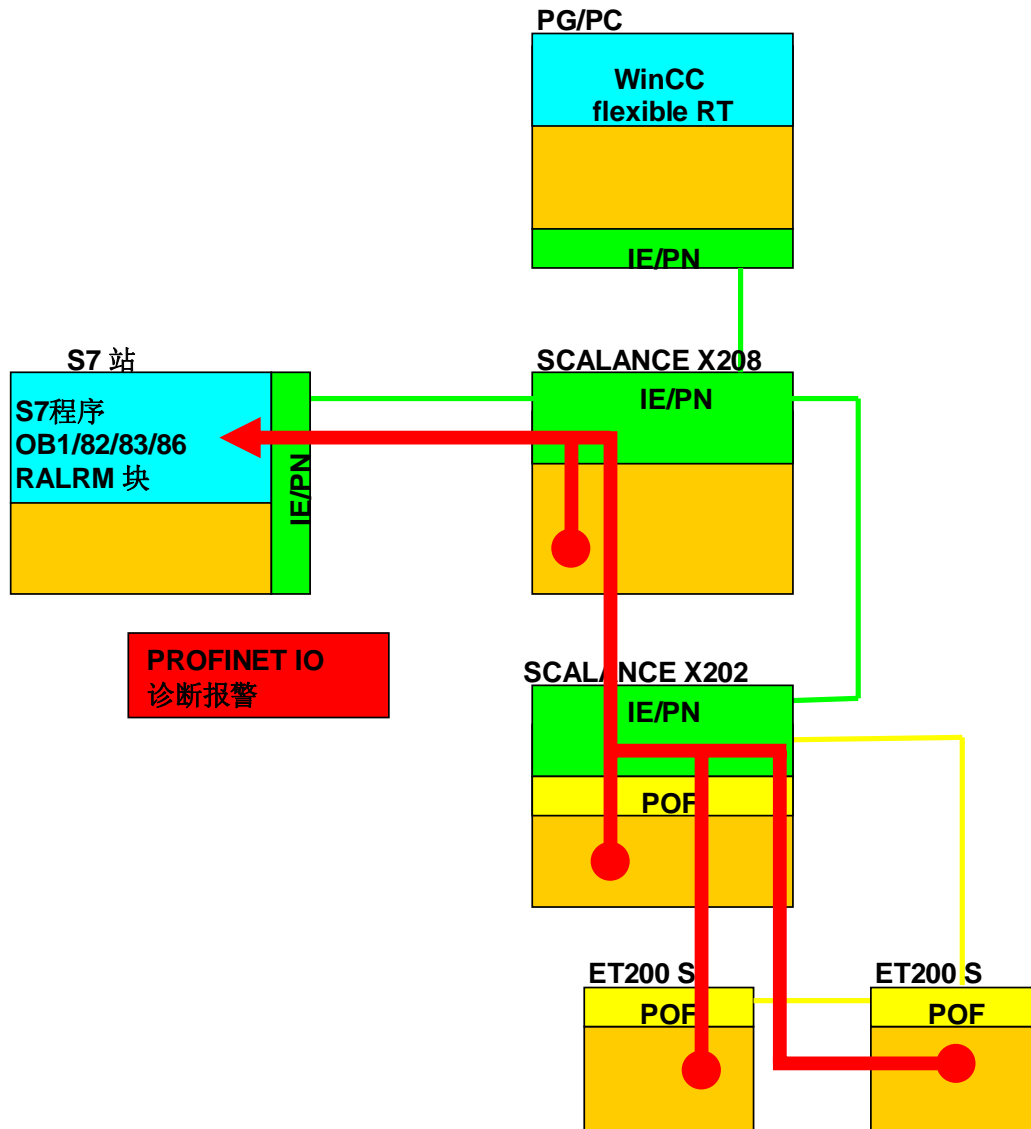 PG/PC
WinCC
flexible RT
IE/PN
S7 站
S7程序
OB1/82/83/86
RALRM 块
IE/PN
SCALANCE X208
IE/PN
PROFINET IO
诊断报警
SCALANCE X202
IE/PN
POF
ET200 S
POF
ET200 S
POF